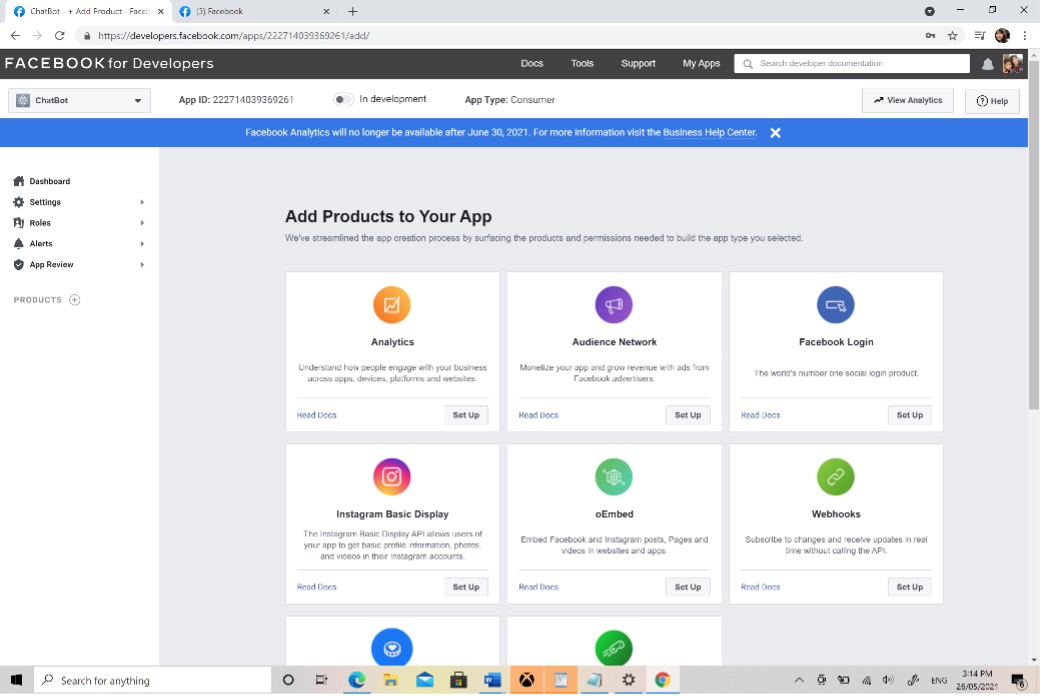 ChatBot - + Add Product - Faceb
(3) Facebook
https://developers.facebook.com/apps/222714039369261/add/
FACEBOOK for Developers
Docs
Tools
Support
My Apps
Search developer documentation
ChatBot
App ID: 222714039369261
In development
App Type: Consumer
View Analytics
Help
Facebook Analytics will no longer be available after June 30, 2021. For more information visit the Business Help Center.
Dashboard
Settings
Roles
Alerts
App Review
PRODUCTS
Add Products to Your App
We've streamlined the app creation process by surfacing the products and permissions needed to build the app type you selected.
Analytics
Understand how people engage with your business
across apps, devices, platforms and websites.
Read Docs
Set Up
Audience Network
Monetize your app and grow revenue with ads from
Facebook advertisers.
Read Docs
Set Up
Facebook Login
The world's number one social login product.
Read Docs
Set Up
Instagram Basic Display
The Instagram Basic Display API allows users of
your app to get basic profile information, photos,
and videos in their Instagram accounts.
Read Docs
Set Up
oEmbed
Embed Facebook and Instagram posts, Pages and
videos in websites and apps.
Read Docs
Set Up
Webhooks
Subscribe to changes and receive updates in real
time without calling the API.
Read Docs
Set Up
Search for anything
ENG
3:14 PM
26/05/2021
6